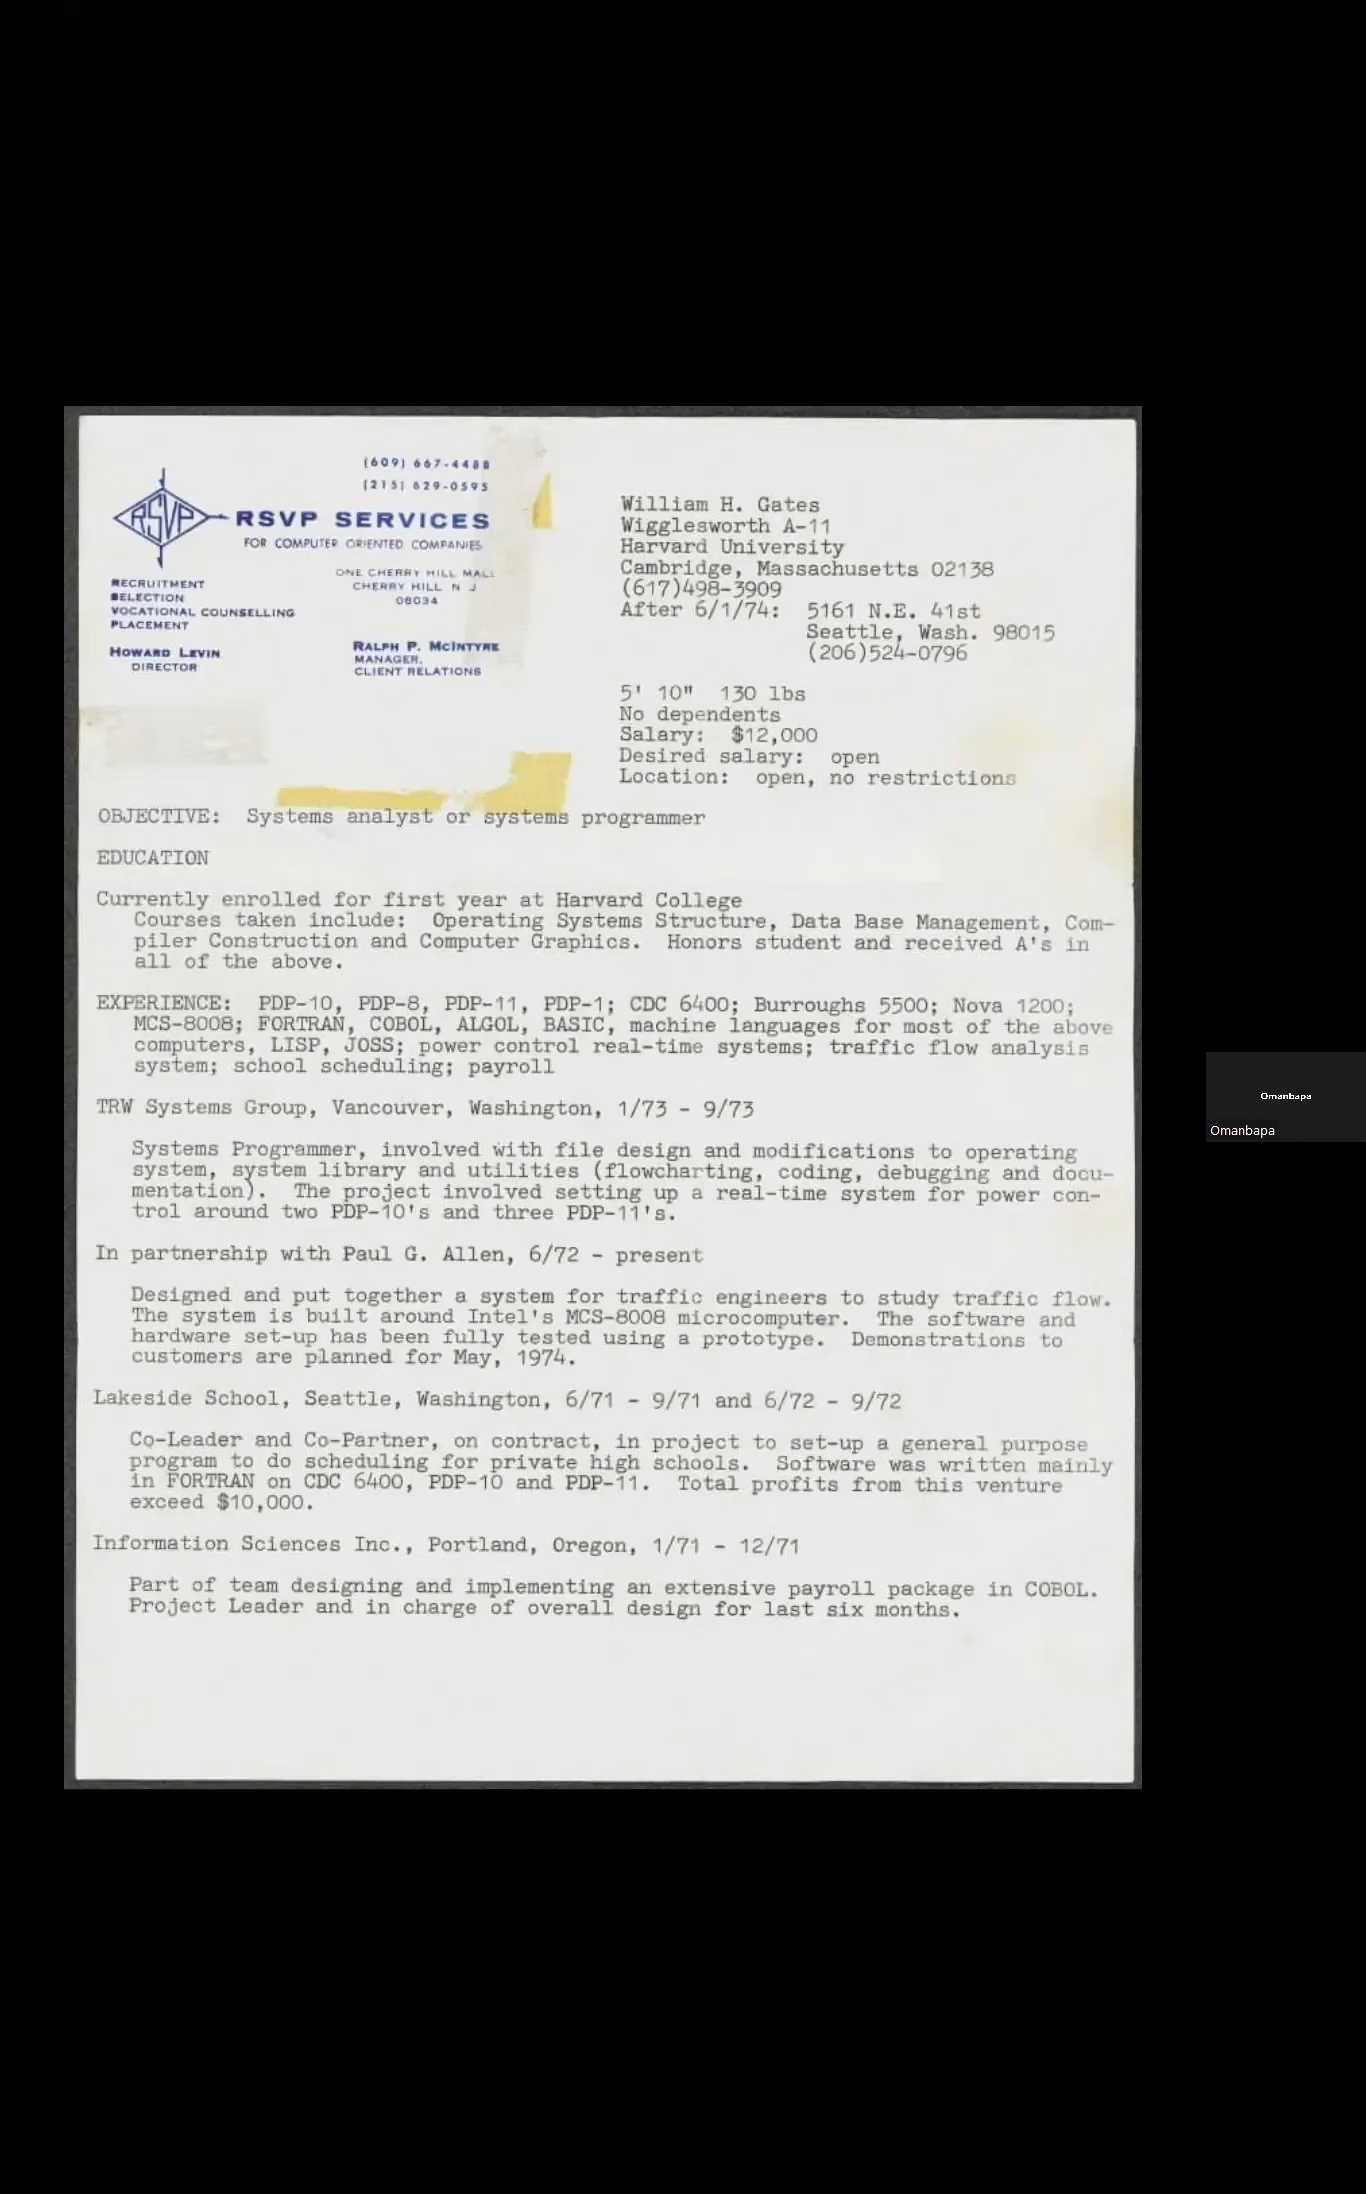 (609) 667-4488
(215) 629-0595
RSVP
RSVP SERVICES
FOR COMPUTER ORIENTED COMPANIES
ONE CHERRY HILL MALL
CHERRY HILL N J
08034
RECRUITMENT
SELECTION
VOCATIONAL COUNSELLING
PLACEMENT
HOWARD LEVIN
DIRECTOR
RALPH P. MCINTYRE
MANAGER,
CLIENT RELATIONS
William H. Gates
Wigglesworth A-11
Harvard University
Cambridge, Massachusetts 02138
(617)498-3909
After 6/1/74: 5161 N.E. 41st
Seattle, Wash. 98015
(206)524-0796
5' 10" 130 lbs
No dependents
Salary: $12,000
Desired salary: open
Location: open, no restrictions
OBJECTIVE: Systems analyst or systems programmer
EDUCATION
Currently enrolled for first year at Harvard College
Courses taken include: Operating Systems Structure, Data Base Management, Com-
piler Construction and Computer Graphics. Honors student and received A's in
all of the above.
EXPERIENCE: PDP-10, PDP-8, PDP-11, PDP-1; CDC 6400; Burroughs 5500; Nova 1200;
MCS-8008; FORTRAN, COBOL, ALGOL, BASIC, machine languages for most of the above
computers, LISP, JOSS; power control real-time systems; traffic flow analysis
system; school scheduling; payroll
TRW Systems Group, Vancouver, Washington, 1/73 - 9/73
Systems Programmer, involved with file design and modifications to operating
system, system library and utilities (flowcharting, coding, debugging and docu-
mentation). The project involved setting up a real-time system for power con-
trol around two PDP-10's and three PDP-11's.
In partnership with Paul G. Allen, 6/72 - present
Designed and put together a system for traffic engineers to study traffic flow.
The system is built around Intel's MCS-8008 microcomputer. The software and
hardware set-up has been fully tested using a prototype. Demonstrations to
customers are planned for May, 1974.
Lakeside School, Seattle, Washington, 6/71 - 9/71 and 6/72 - 9/72
Co-Leader and Co-Partner, on contract, in project to set-up a general purpose
program to do scheduling for private high schools. Software was written mainly
in FORTRAN on CDC 6400, PDP-10 and PDP-11. Total profits from this venture
exceed $10,000.
Information Sciences Inc., Portland, Oregon, 1/71 - 12/71
Part of team designing and implementing an extensive payroll package in COBOL.
Project Leader and in charge of overall design for last six months.
Omanbapa
Omanbapa